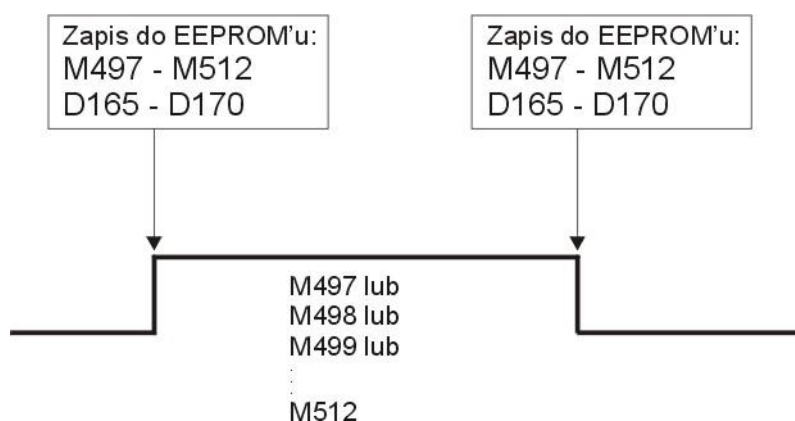 Zapis do EEPROM'u:
M497 - M512
D165 - D170
Zapis do EEPROM'u:
M497 - M512
D165 - D170
M497 lub
M498 lub
M499 lub
M512